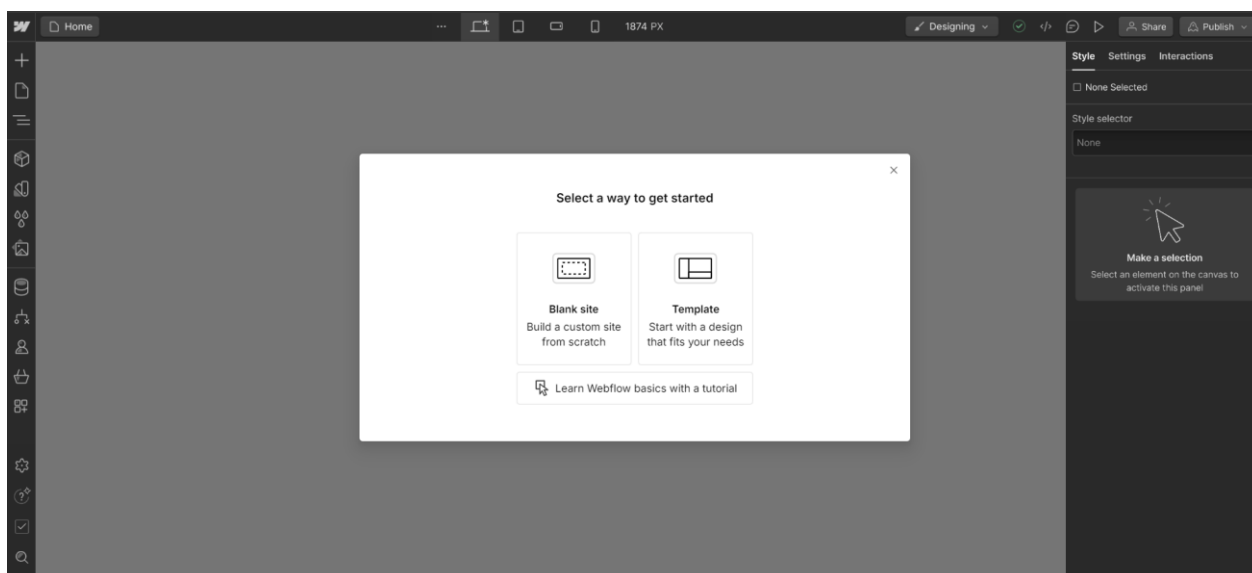 Home
1874 PX
Designing
Share
Publish
Style Settings Interactions
None Selected
Style selector
None
Select a way to get started
Blank site
Build a custom site
from scratch
Template
Start with a design
that fits your needs
Learn Webflow basics with a tutorial
Make a selection
Select an element on the canvas to
activate this panel